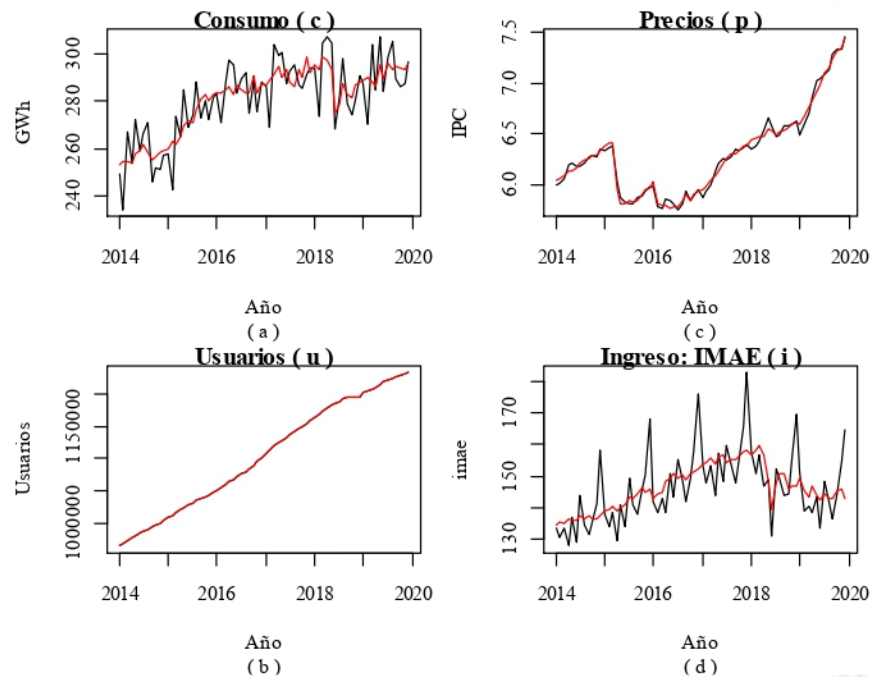 Consumo ( c )
GWh
240 260 280 300
2014 2016 2018 2020
Año
( a )
Precios ( p )
IPC
6.0 6.5 7.0 7.5
2014 2016 2018 2020
Año
( c )
Usuarios ( u )
Usuarios
1000000 1150000
2014 2016 2018 2020
Año
( b )
Ingreso: IMAE ( i )
imae
130 150 170
2014 2016 2018 2020
Año
( d )